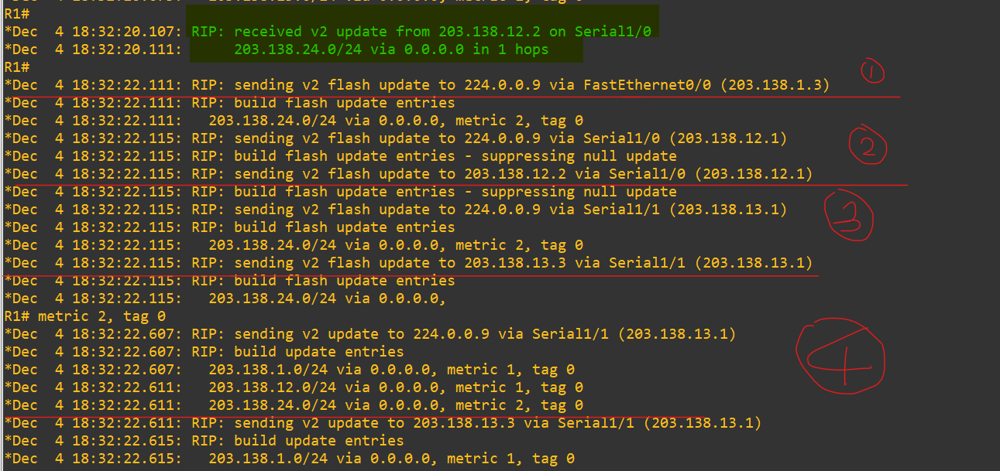 R1#
*Dec  4 18:32:20.107: RIP: received v2 update from 203.138.12.2 on Serial1/0
*Dec  4 18:32:20.111:      203.138.24.0/24 via 0.0.0.0 in 1 hops
R1#
*Dec  4 18:32:22.111: RIP: sending v2 flash update to 224.0.0.9 via FastEthernet0/0 (203.138.1.3)
1
*Dec  4 18:32:22.111: RIP: build flash update entries
*Dec  4 18:32:22.111:   203.138.24.0/24 via 0.0.0.0, metric 2, tag 0
*Dec  4 18:32:22.115: RIP: sending v2 flash update to 224.0.0.9 via Serial1/0 (203.138.12.1)
2
*Dec  4 18:32:22.115: RIP: build flash update entries - suppressing null update
*Dec  4 18:32:22.115: RIP: sending v2 flash update to 203.138.12.2 via Serial1/0 (203.138.12.1)
*Dec  4 18:32:22.115: RIP: build flash update entries - suppressing null update
*Dec  4 18:32:22.115: RIP: sending v2 flash update to 224.0.0.9 via Serial1/1 (203.138.13.1)
3
*Dec  4 18:32:22.115: RIP: build flash update entries
*Dec  4 18:32:22.115:   203.138.24.0/24 via 0.0.0.0, metric 2, tag 0
*Dec  4 18:32:22.115: RIP: sending v2 flash update to 203.138.13.3 via Serial1/1 (203.138.13.1)
*Dec  4 18:32:22.115: RIP: build flash update entries
*Dec  4 18:32:22.115:   203.138.24.0/24 via 0.0.0.0,
R1# metric 2, tag 0
*Dec  4 18:32:22.607: RIP: sending v2 update to 224.0.0.9 via Serial1/1 (203.138.13.1)
*Dec  4 18:32:22.607: RIP: build update entries
4
*Dec  4 18:32:22.607:   203.138.1.0/24 via 0.0.0.0, metric 1, tag 0
*Dec  4 18:32:22.611:   203.138.12.0/24 via 0.0.0.0, metric 1, tag 0
*Dec  4 18:32:22.611:   203.138.24.0/24 via 0.0.0.0, metric 2, tag 0
*Dec  4 18:32:22.611: RIP: sending v2 update to 203.138.13.3 via Serial1/1 (203.138.13.1)
*Dec  4 18:32:22.615: RIP: build update entries
*Dec  4 18:32:22.615:   203.138.1.0/24 via 0.0.0.0, metric 1, tag 0